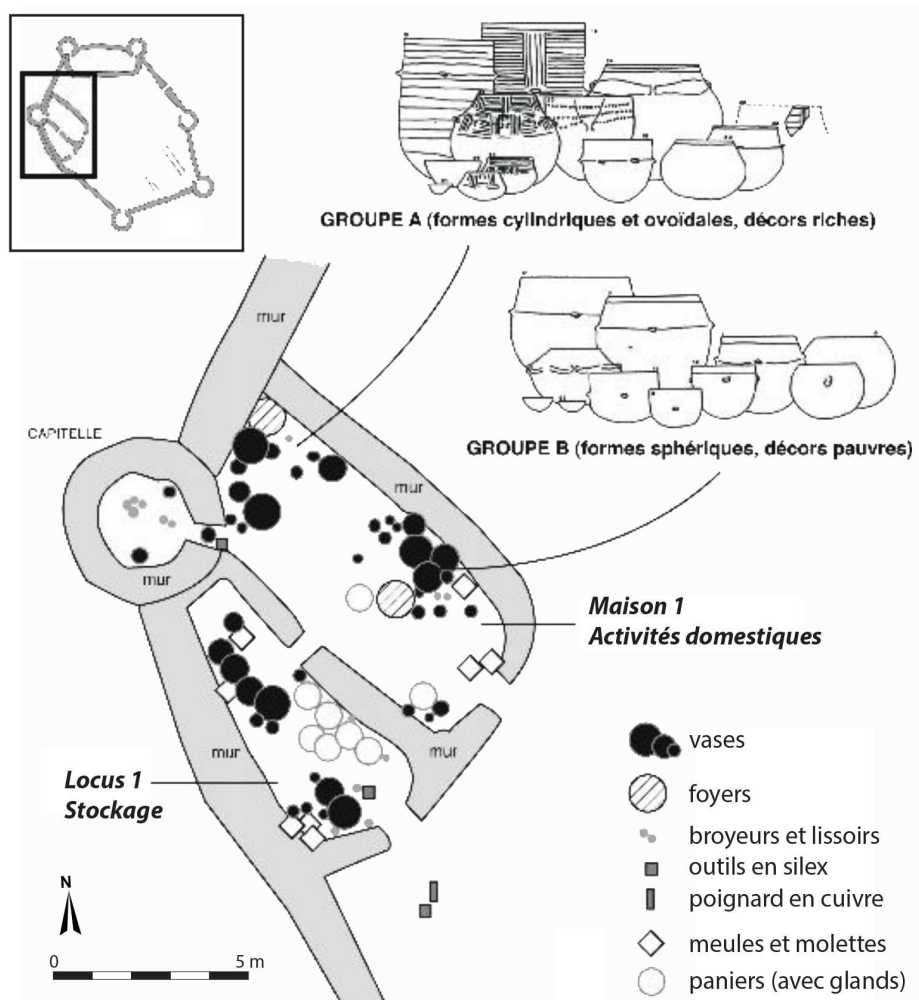 GROUPE A (formes cylindriques et ovoïdales, décors riches)
mur
CAPITELLE
GROUPE B (formes sphériques, décors pauvres)
mur
mur
Maison 1
Activités domestiques
mur
mur
Locus 1
Stockage
vases
foyers
broyeurs et lissoirs
outils en silex
poignard en cuivre
meules et molettes
paniers (avec glands)
N
0
5 m